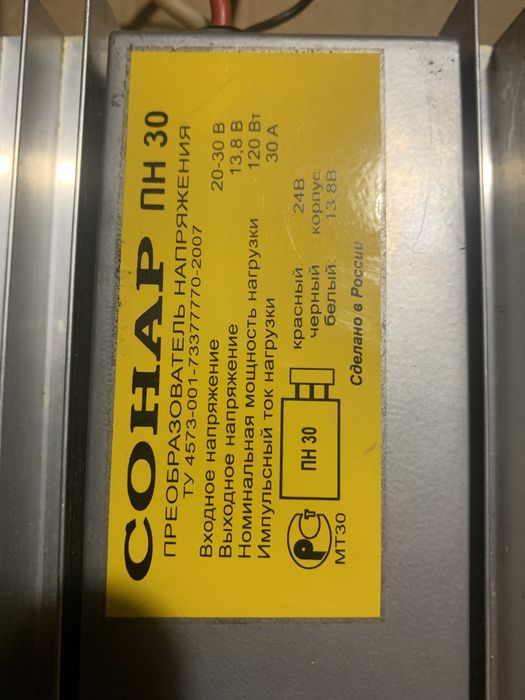 СОНАР ПН 30
ПРЕОБРАЗОВАТЕЛЬ НАПРЯЖЕНИЯ
ТУ 4573-001-73377770-2007
Входное напряжение 20-30 В
Выходное напряжение 13,8 В
Номинальная мощность нагрузки 120 Вт
Импульсный ток нагрузки 30 А
ПН 30
красный 24В
черный корпус
белый 13,8В
РСТ
МТ30
Сделано в России